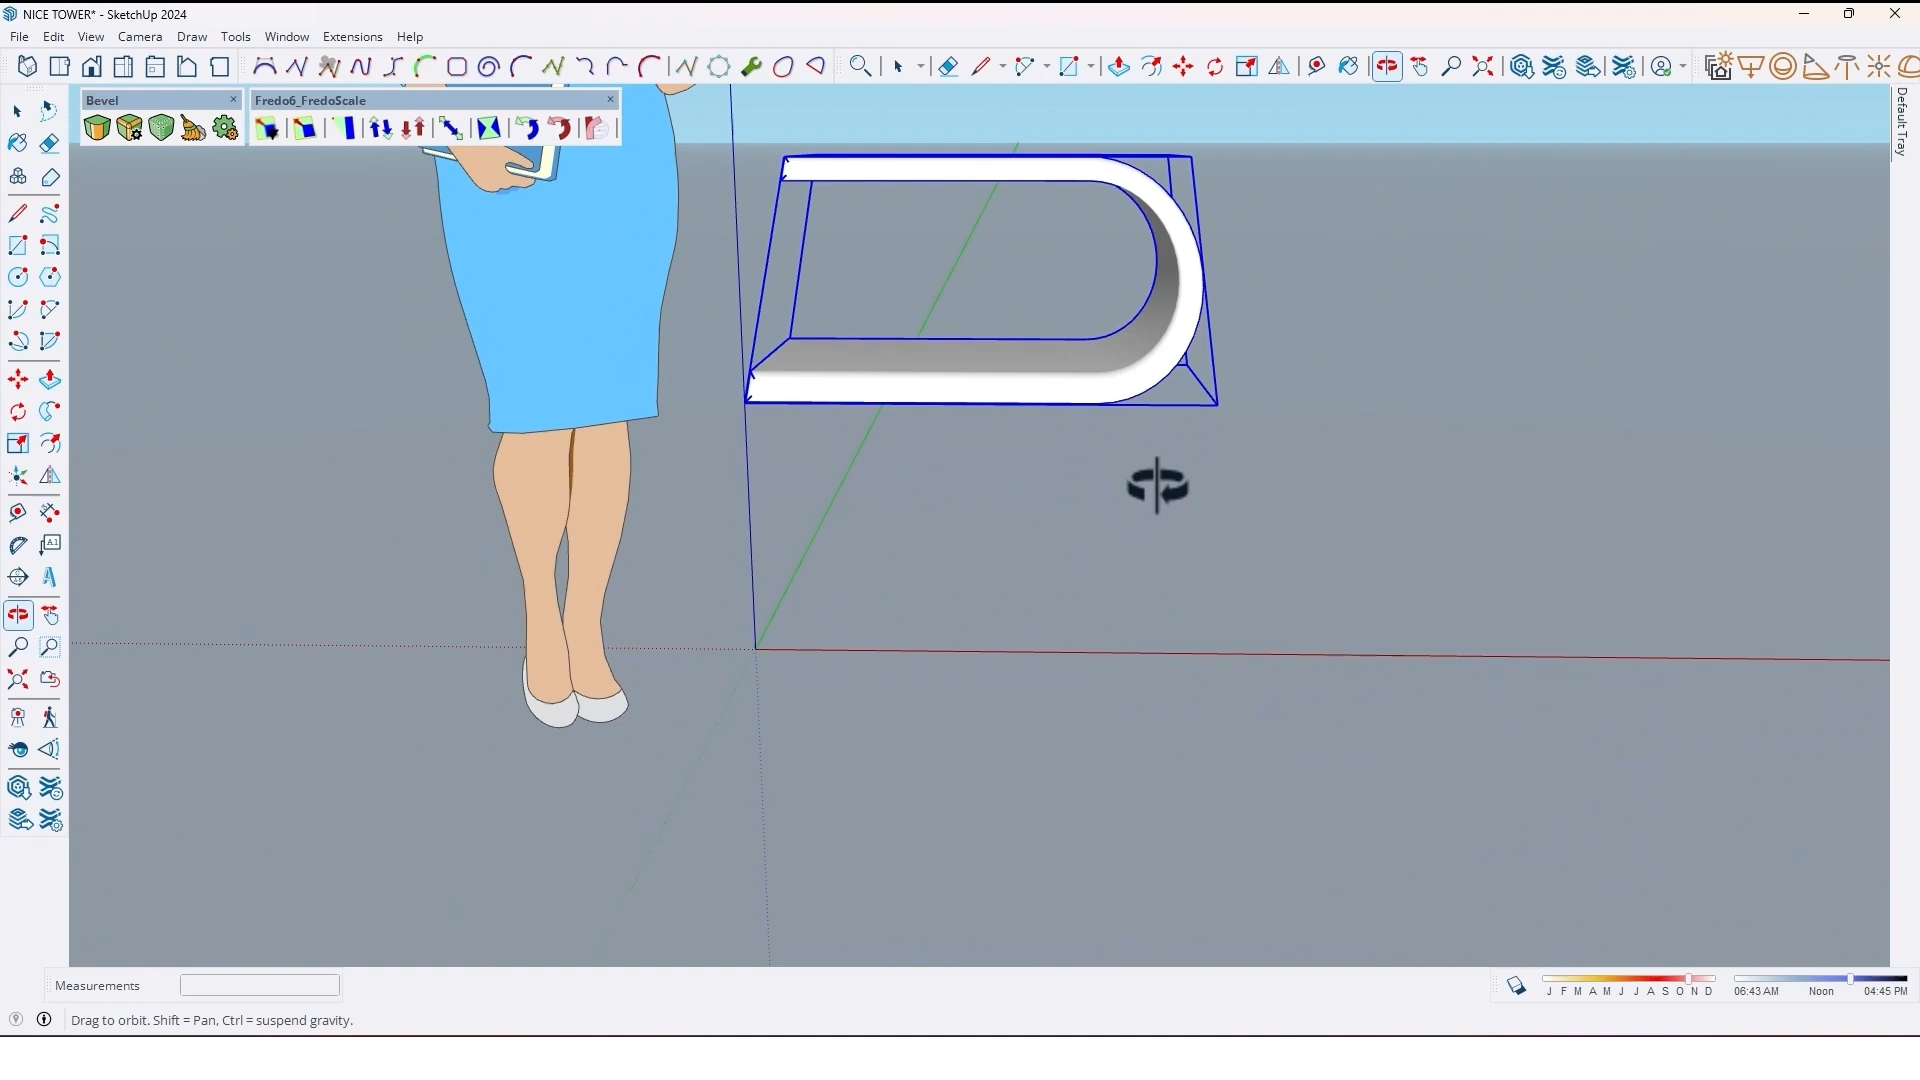 NICE TOWER* - SketchUp 2024
File Edit View Camera Draw Tools Window Extensions Help
Bevel
Fredo6_FredoScale
Default Tray
A1
A
Measurements
J F M A M J J A S O N D
06:43 AM Noon 04:45 PM
Drag to orbit. Shift = Pan, Ctrl = suspend gravity.